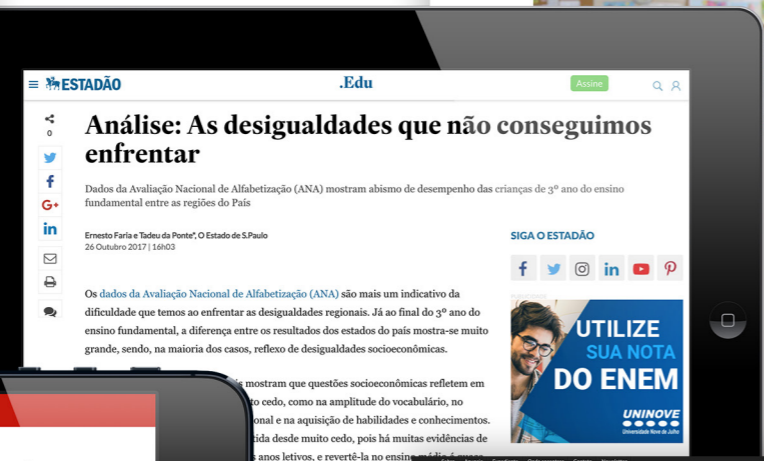 ESTADÃO
.Edu
Assine
Análise: As desigualdades que não conseguimos
enfrentar
0
Dados da Avaliação Nacional de Alfabetização (ANA) mostram abismo de desempenho das crianças de 3º ano do ensino
fundamental entre as regiões do País
Ernesto Faria e Tadeu da Ponte*, O Estado de S.Paulo
26 Outubro 2017 | 16h03
SIGA O ESTADÃO
Os dados da Avaliação Nacional de Alfabetização (ANA) são mais um indicativo da
dificuldade que temos ao enfrentar as desigualdades regionais. Já ao final do 3º ano do
ensino fundamental, a diferença entre os resultados dos estados do país mostra-se muito
grande, sendo, na maioria dos casos, reflexo de desigualdades socioeconômicas.
mostram que questões socioeconômicas refletem em
cedo, como na amplitude do vocabulário, no
e na aquisição de habilidades e conhecimentos.
desde muito cedo, pois há muitas evidências de
anos letivos, e revertê-la no ensino
UTILIZE
SUA NOTA
DO ENEM
UNINOVE
Universidade Nove de Julho